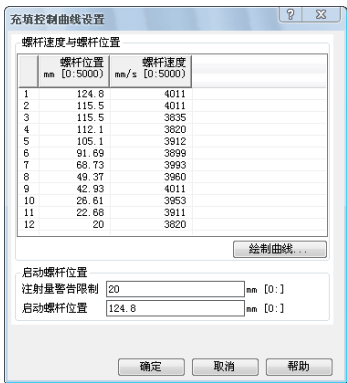 充填控制曲线设置
螺杆速度与螺杆位置
螺杆位置 螺杆速度
mm [0:5000) mm/s [0:5000)
1 124.8 4011
2 115.5 4011
3 115.5 3835
4 112.1 3820
5 105.1 3912
6 91.69 3899
7 68.73 3993
8 49.37 3960
9 42.93 4011
10 26.61 3953
11 22.68 3911
12 20 3820
绘制曲线...
启动螺杆位置
注射量警告限制 20 mm [0:]
启动螺杆位置 124.8 mm [0:]
确定 取消 帮助